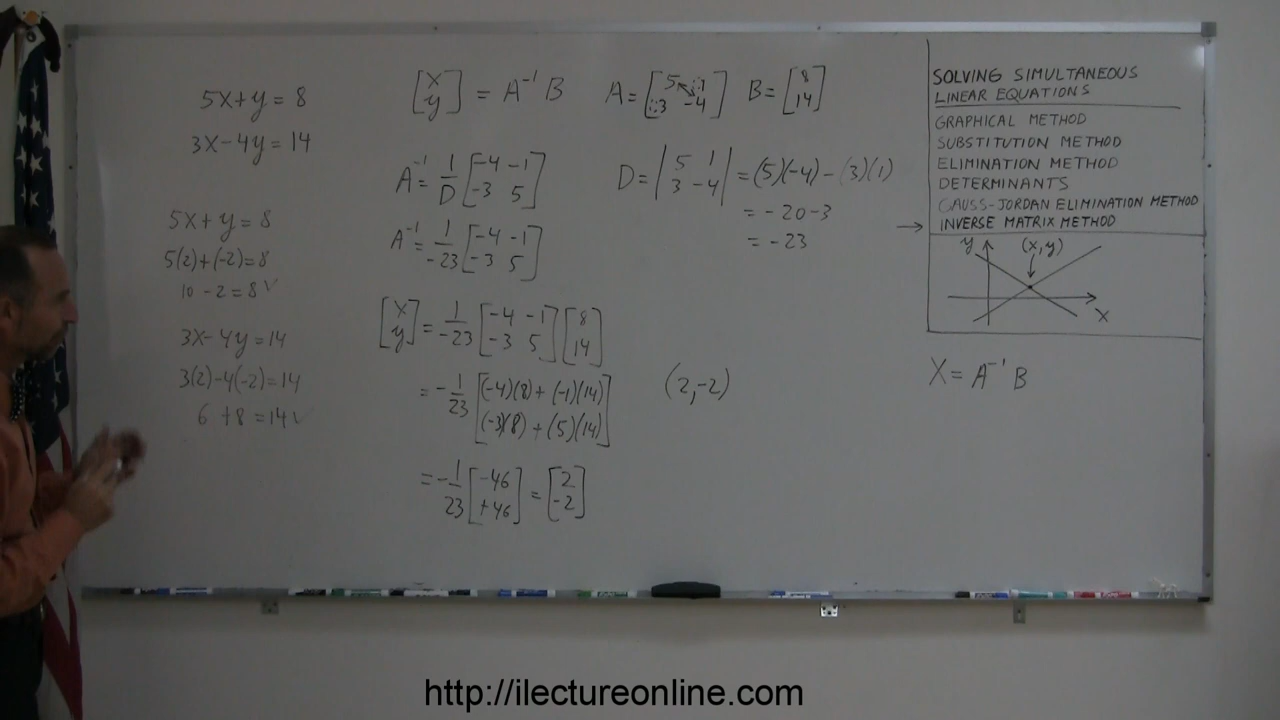 5X+y=8
3X-4y=14
5X+y=8
5(2)+(-2)=8
10-2=8✓
3X-4y=14
3(2)-4(-2)=14
6+8=14✓
[X y] = A⁻¹ B
A=[5 1 3 -4] B=[8 14]
A⁻¹=1/D[-4 -1 -3 5]
D=|5 1 3 -4|=(5)(-4)-(3)(1)
=-20-3
=-23
A⁻¹=1/-23[-4 -1 -3 5]
[X y]=1/-23[-4 -1 -3 5][8 14]
=-1/23[(-4)(8)+(-1)(14) (-3)(8)+(5)(14)]
(2,-2)
=-1/23[-46 +46]=[2 -2]
SOLVING SIMULTANEOUS
LINEAR EQUATIONS
GRAPHICAL METHOD
SUBSTITUTION METHOD
ELIMINATION METHOD
DETERMINANTS
GAUSS-JORDAN ELIMINATION METHOD
→ INVERSE MATRIX METHOD
y (x,y)
X
X=A⁻¹B
http://ilectureonline.com